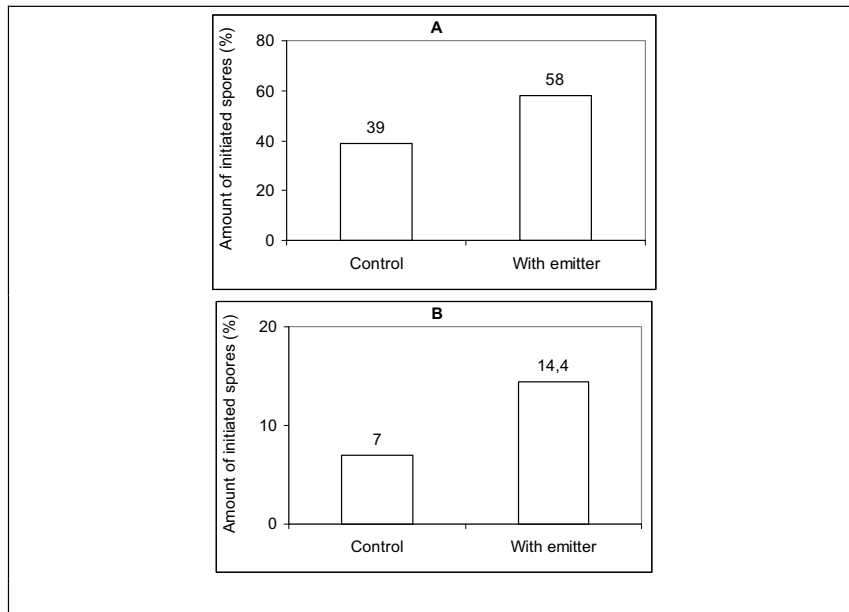 A
Amount of initiated spores (%)
80
60
40
20
0
39
58
Control
With emitter
B
Amount of initiated spores (%)
20
10
0
7
14,4
Control
With emitter